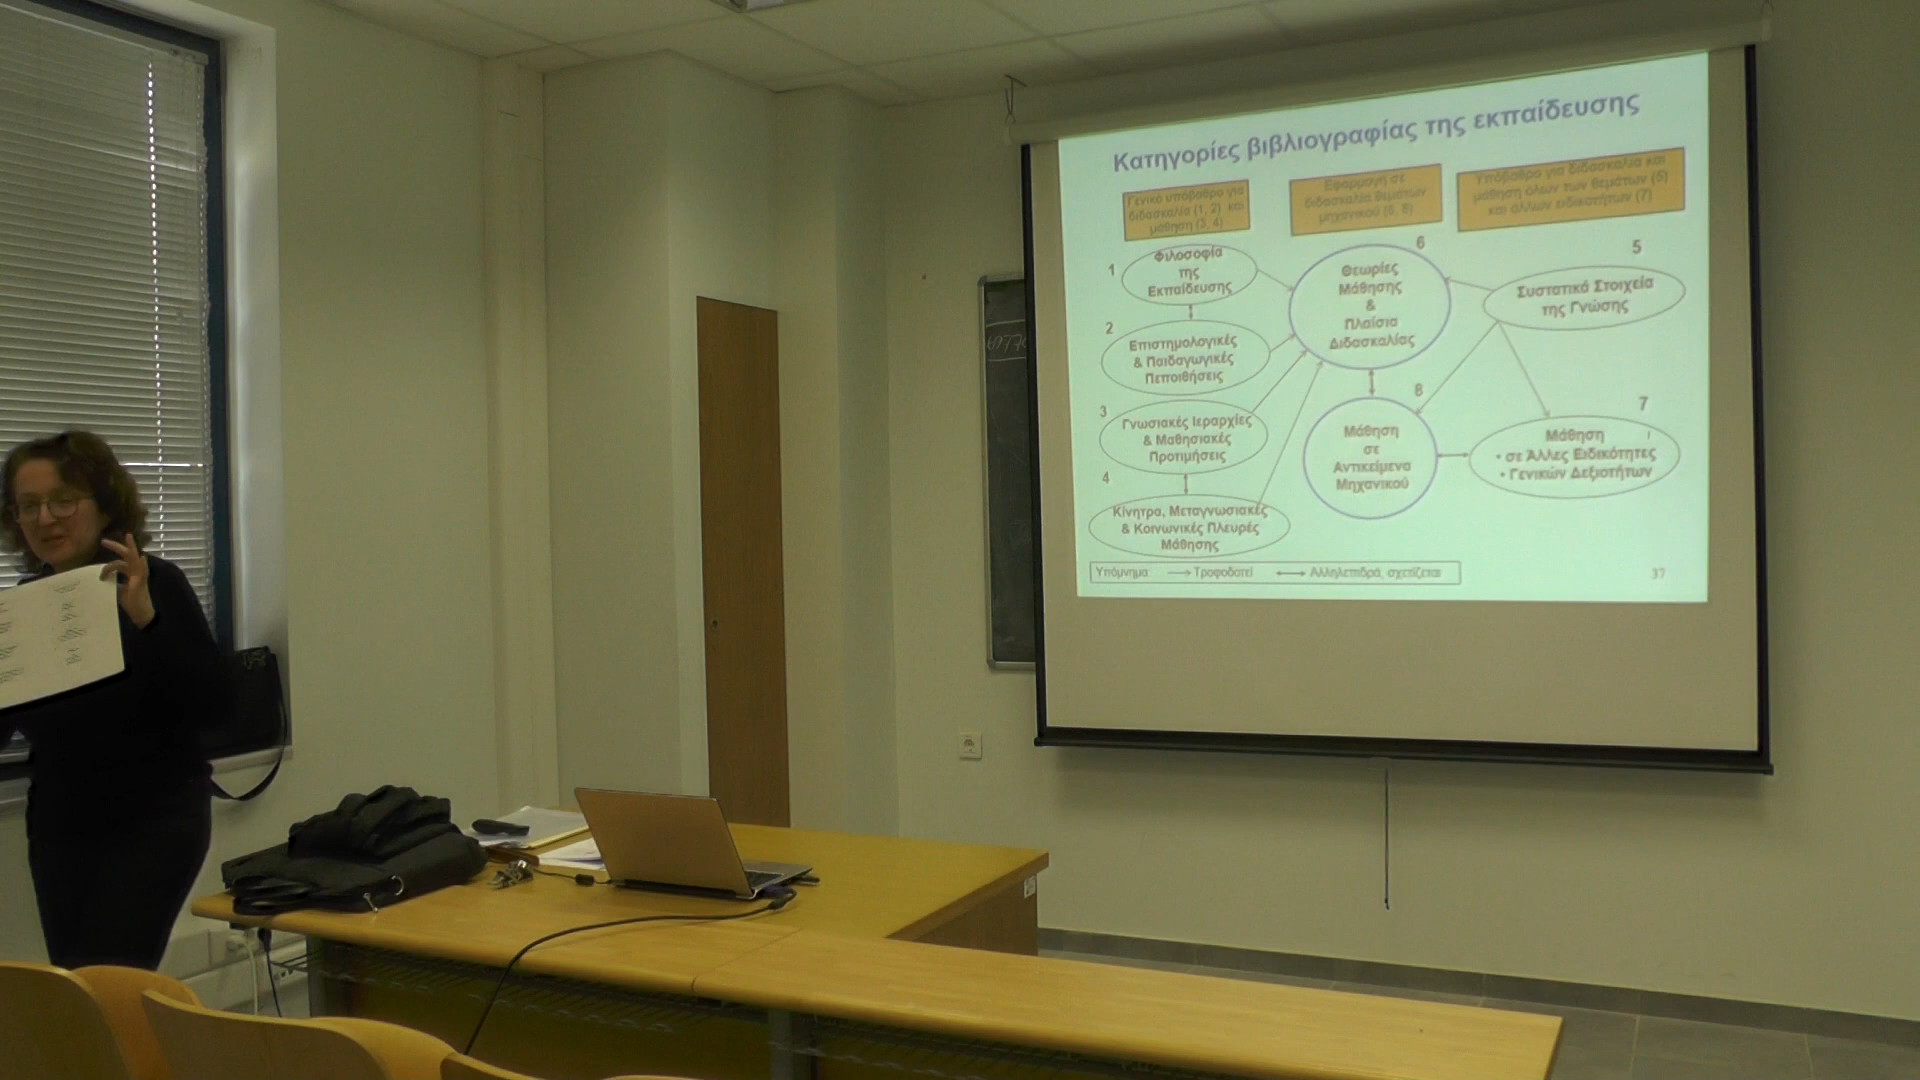 Κατηγορίες βιβλιογραφίας της εκπαίδευσης
Γενικό υπόβαθρο για
διδασκαλία (1, 2) και
μάθηση (3, 4)
Εφαρμογή σε
διδασκαλία θεμάτων
μηχανικού (6, 8)
Υπόβαθρο για διδασκαλία και
μάθηση όλων των θεμάτων (5)
και άλλων ειδικοτήτων (7)
1
Φιλοσοφία
της
Εκπαίδευσης
2
Επιστημολογικές
& Παιδαγωγικές
Πεποιθήσεις
3
Γνωσιακές Ιεραρχίες
& Μαθησιακές
Προτιμήσεις
4
Κίνητρα, Μεταγνωσιακές
& Κοινωνικές Πλευρές
Μάθησης
6
Θεωρίες
Μάθησης
&
Πλαίσια
Διδασκαλίας
8
Μάθηση
σε
Αντικείμενα
Μηχανικού
5
Συστατικά Στοιχεία
της Γνώσης
7
Μάθηση
• σε Άλλες Ειδικότητες
• Γενικών Δεξιοτήτων
Υπόμνημα: Τροφοδοτεί Αλληλεπιδρά, σχετίζεται
37